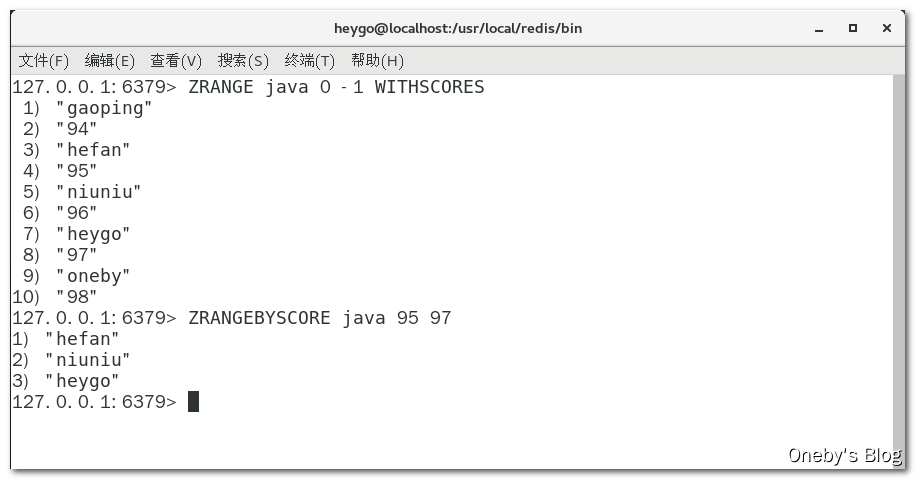 heygo@localhost:/usr/local/redis/bin
文件(F) 编辑(E) 查看(V) 搜索(S) 终端(T) 帮助(H)
127.0.0.1:6379> ZRANGE java 0 -1 WITHSCORES
1) "gaoping"
2) "94"
3) "hefan"
4) "95"
5) "niuniu"
6) "96"
7) "heygo"
8) "97"
9) "oneby"
10) "98"
127.0.0.1:6379> ZRANGEBYSCORE java 95 97
1) "hefan"
2) "niuniu"
3) "heygo"
127.0.0.1:6379>
Oneby's Blog